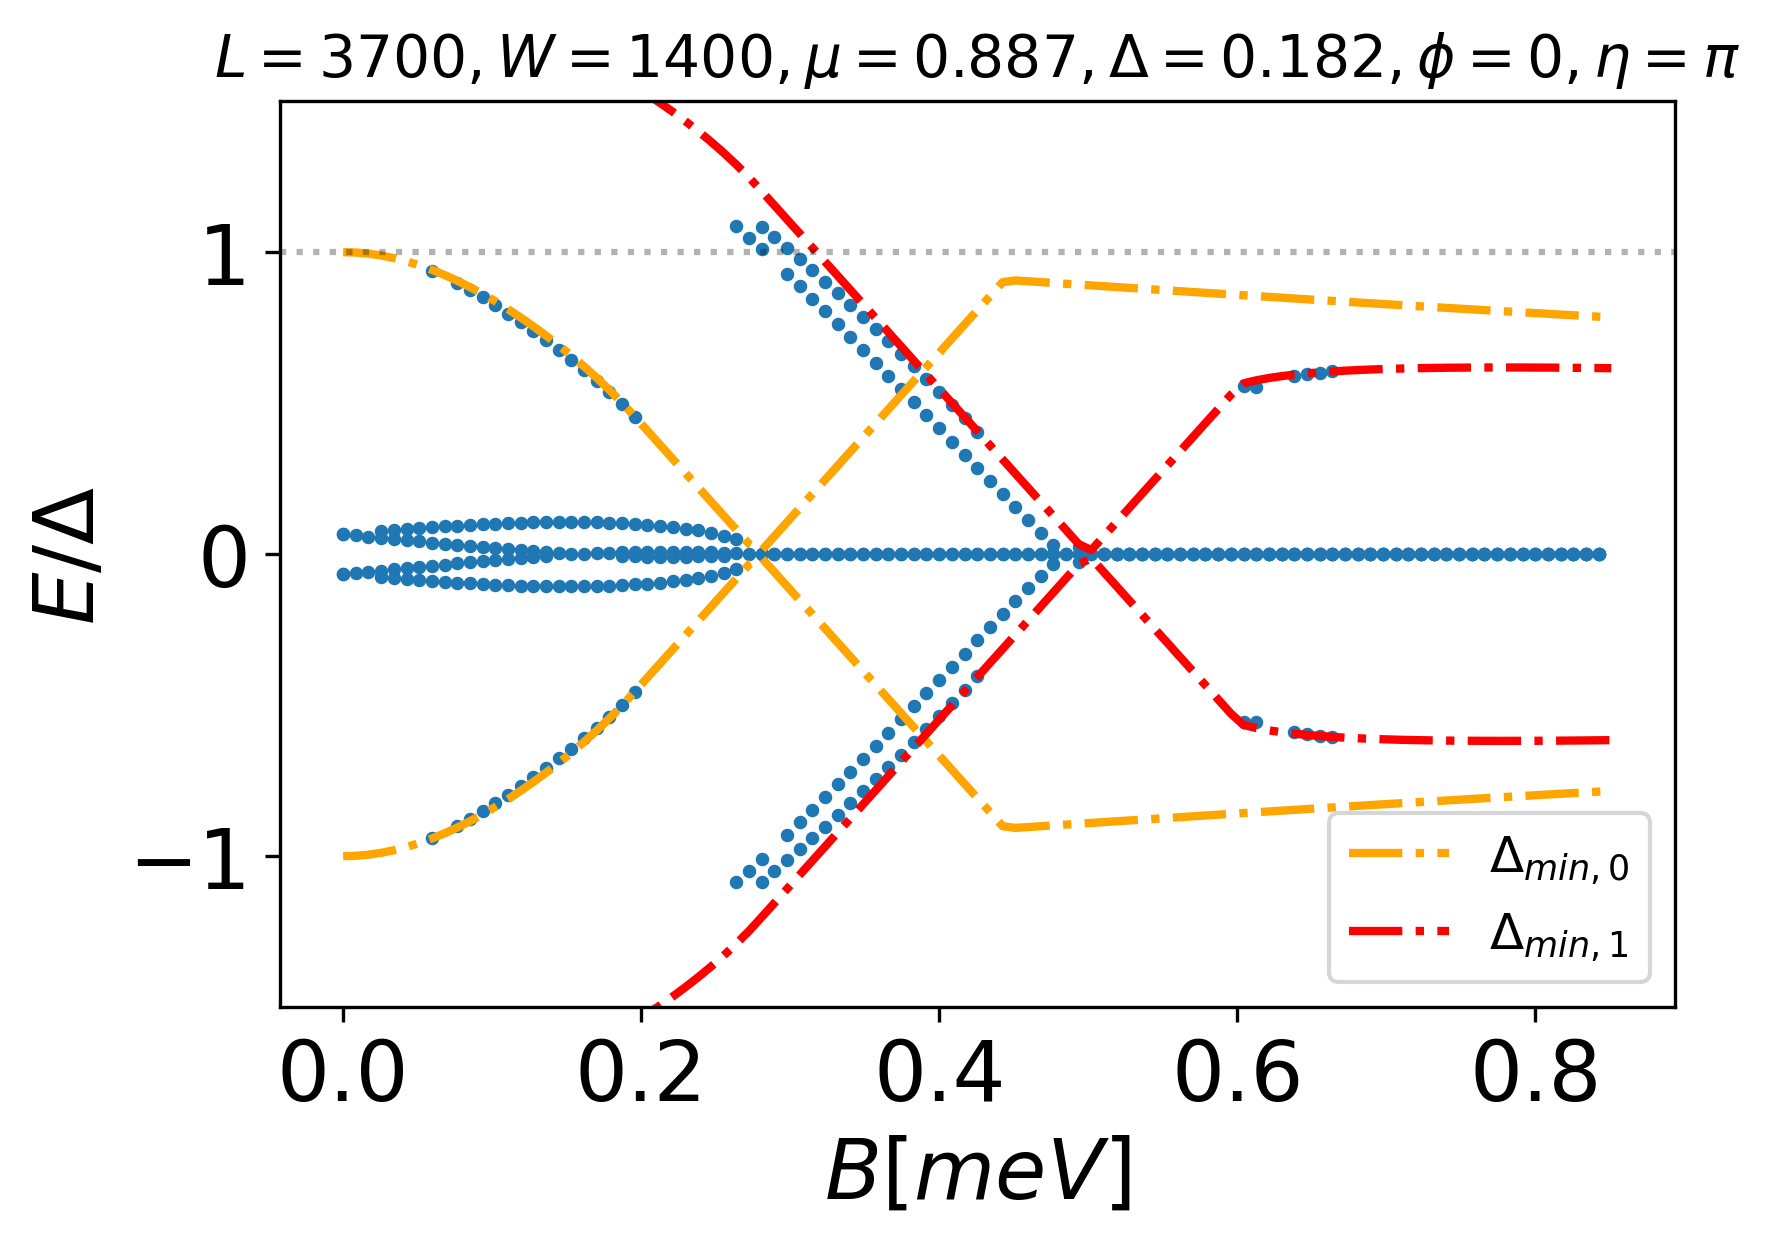 L = 3700, W = 1400, μ = 0.887, Δ = 0.182, ϕ = 0, η = π
1
0
−1
E/Δ
0.0 0.2 0.4 0.6 0.8
B[meV]
Δmin, 0
Δmin, 1